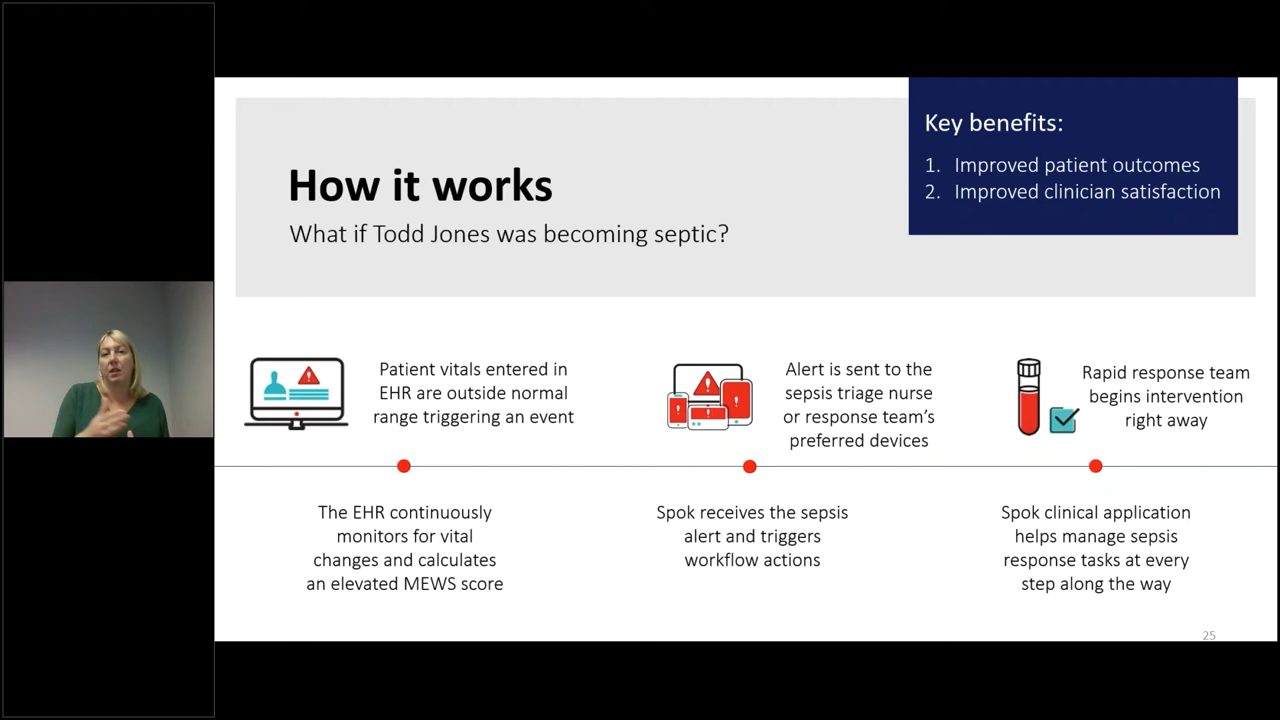 Key benefits:
1. Improved patient outcomes
2. Improved clinician satisfaction
How it works
What if Todd Jones was becoming septic?
Patient vitals entered in
EHR are outside normal
range triggering an event
Alert is sent to the
sepsis triage nurse
or response team's
preferred devices
Rapid response team
begins intervention
right away
The EHR continuously
monitors for vital
changes and calculates
an elevated MEWS score
Spok receives the sepsis
alert and triggers
workflow actions
Spok clinical application
helps manage sepsis
response tasks at every
step along the way
25